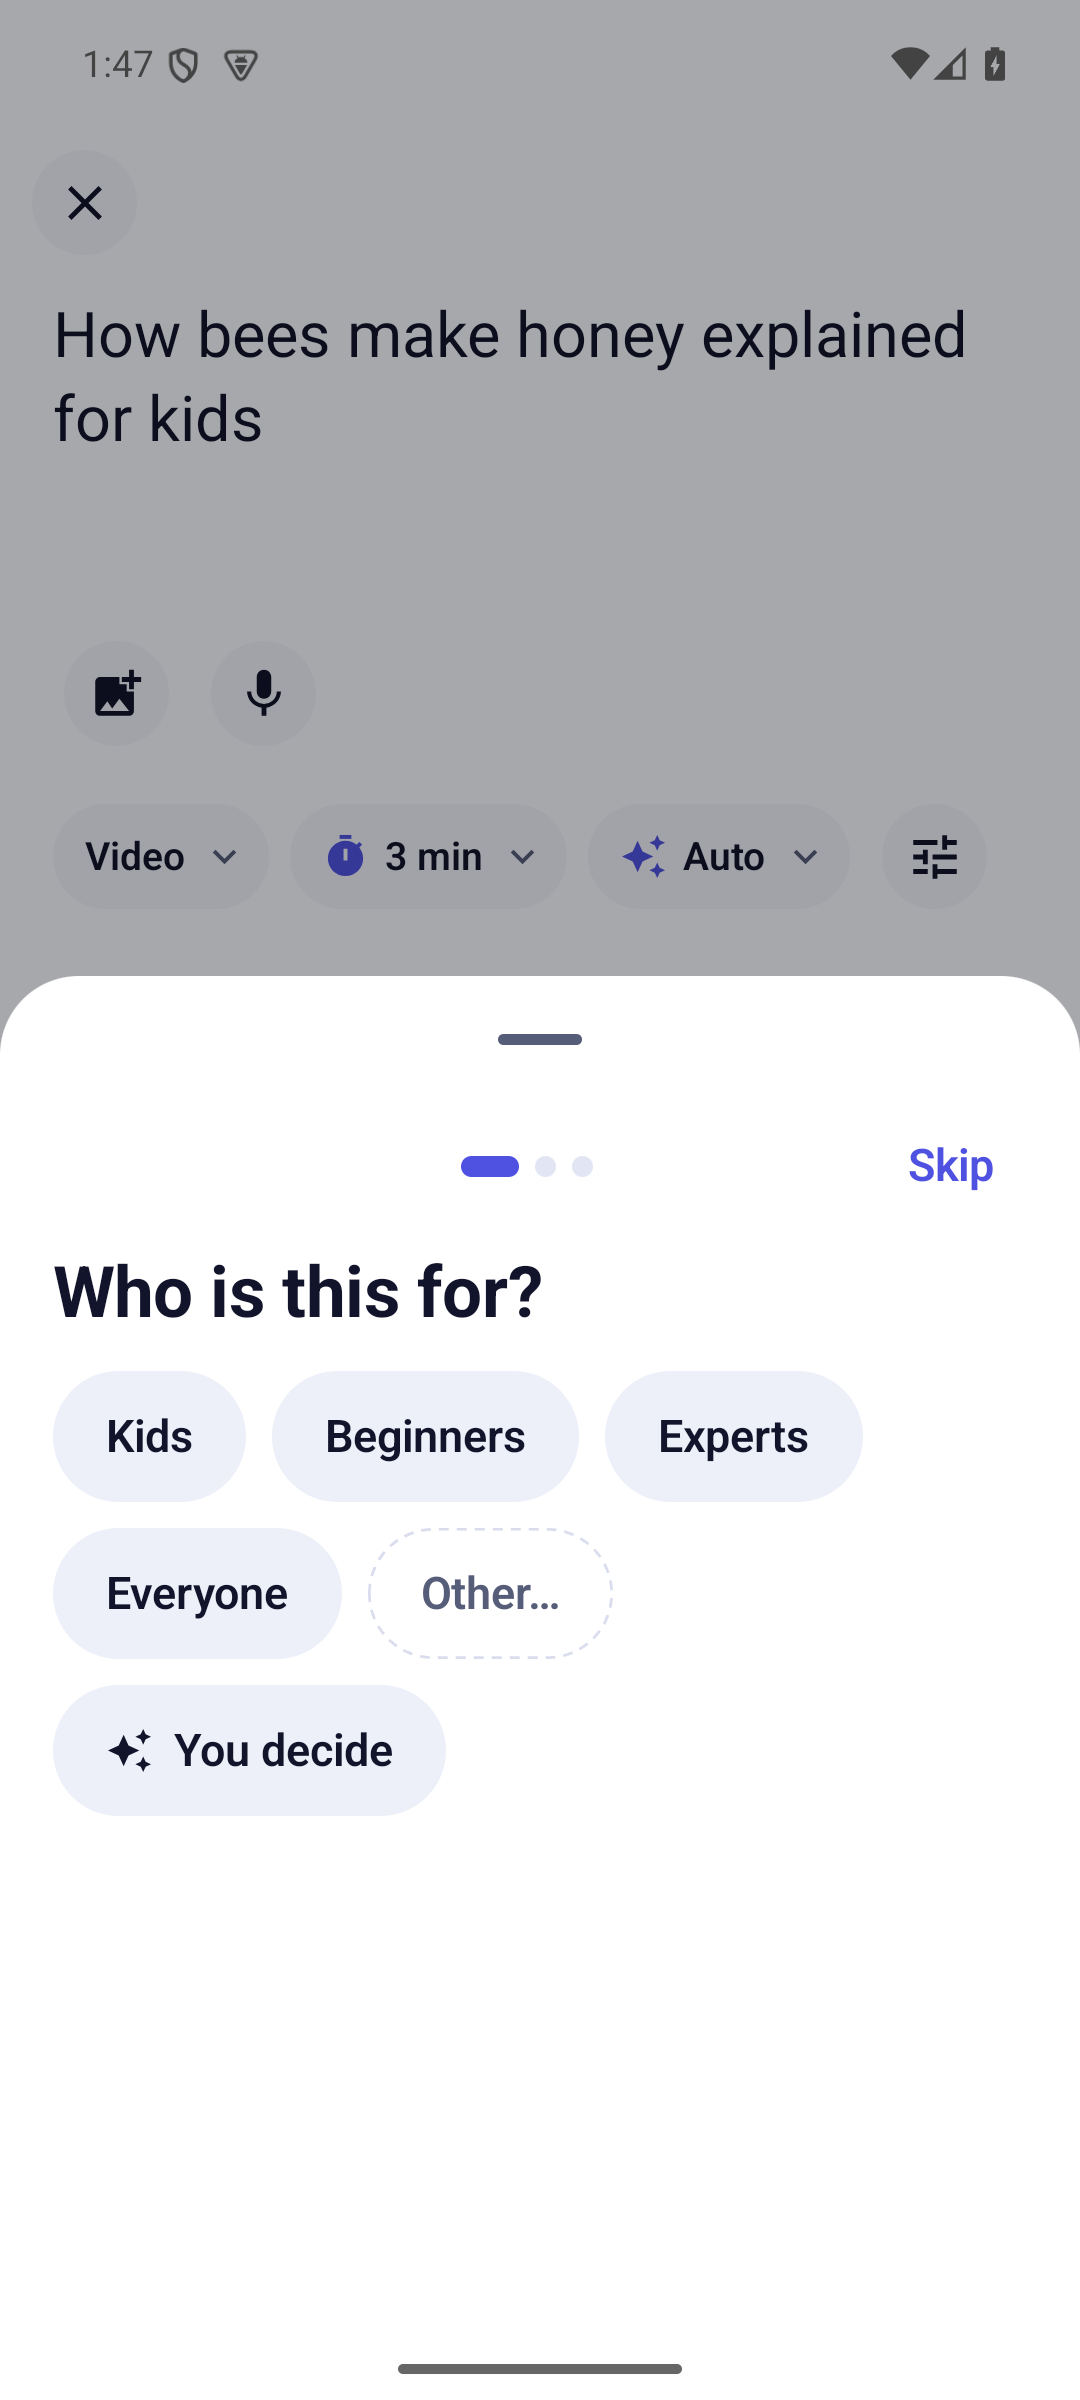 1:47
How bees make honey explained
for kids
Video
3 min
Auto
Skip
Who is this for?
Kids
Beginners
Experts
Everyone
Other...
You decide